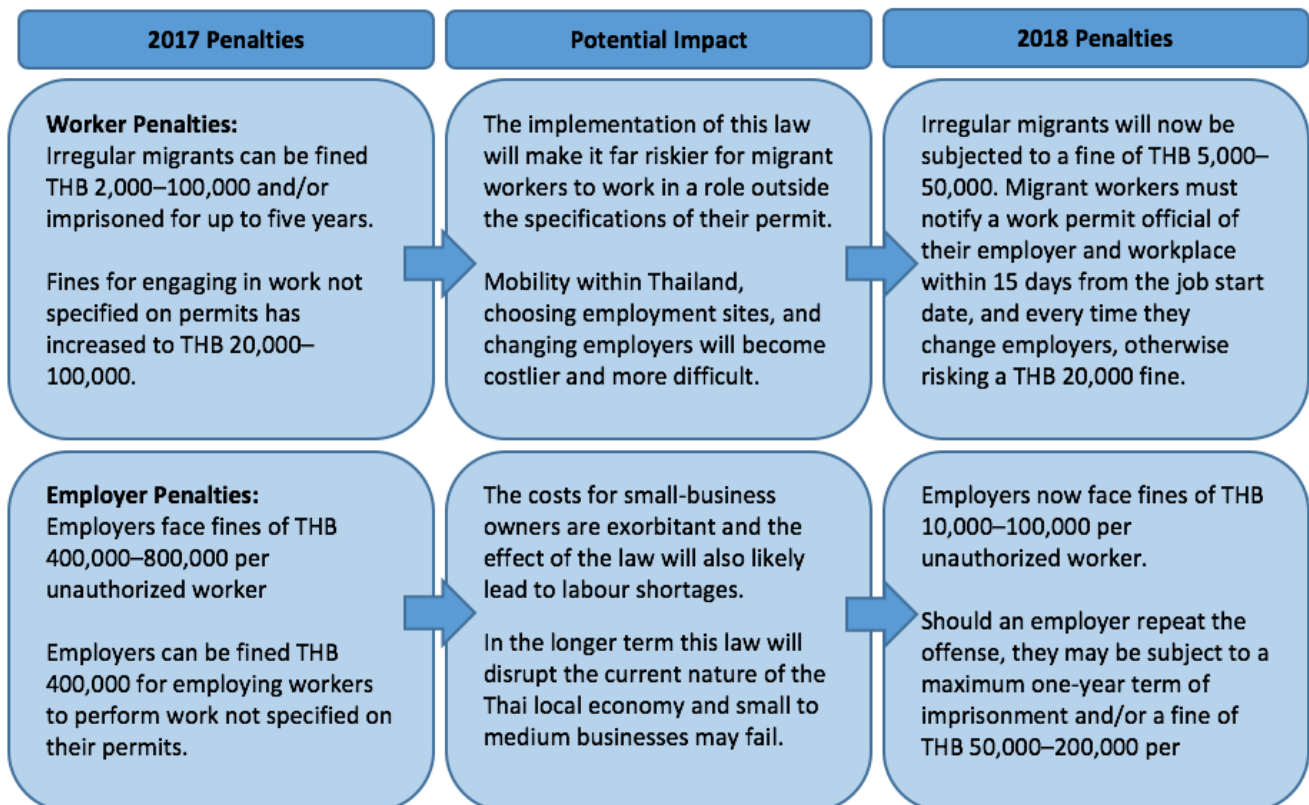 2017 Penalties
Potential Impact
2018 Penalties
Worker Penalties:
Irregular migrants can be fined
THB 2,000–100,000 and/or
imprisoned for up to five years.
Fines for engaging in work not
specified on permits has
increased to THB 20,000–
100,000.
The implementation of this law
will make it far riskier for migrant
workers to work in a role outside
the specifications of their permit.
Mobility within Thailand,
choosing employment sites, and
changing employers will become
costlier and more difficult.
Irregular migrants will now be
subjected to a fine of THB 5,000–
50,000. Migrant workers must
notify a work permit official of
their employer and workplace
within 15 days from the job start
date, and every time they
change employers, otherwise
risking a THB 20,000 fine.
Employer Penalties:
Employers face fines of THB
400,000–800,000 per
unauthorized worker
Employers can be fined THB
400,000 for employing workers
to perform work not specified on
their permits.
The costs for small-business
owners are exorbitant and the
effect of the law will also likely
lead to labour shortages.
In the longer term this law will
disrupt the current nature of the
Thai local economy and small to
medium businesses may fail.
Employers now face fines of THB
10,000–100,000 per
unauthorized worker.
Should an employer repeat the
offense, they may be subject to a
maximum one-year term of
imprisonment and/or a fine of
THB 50,000–200,000 per